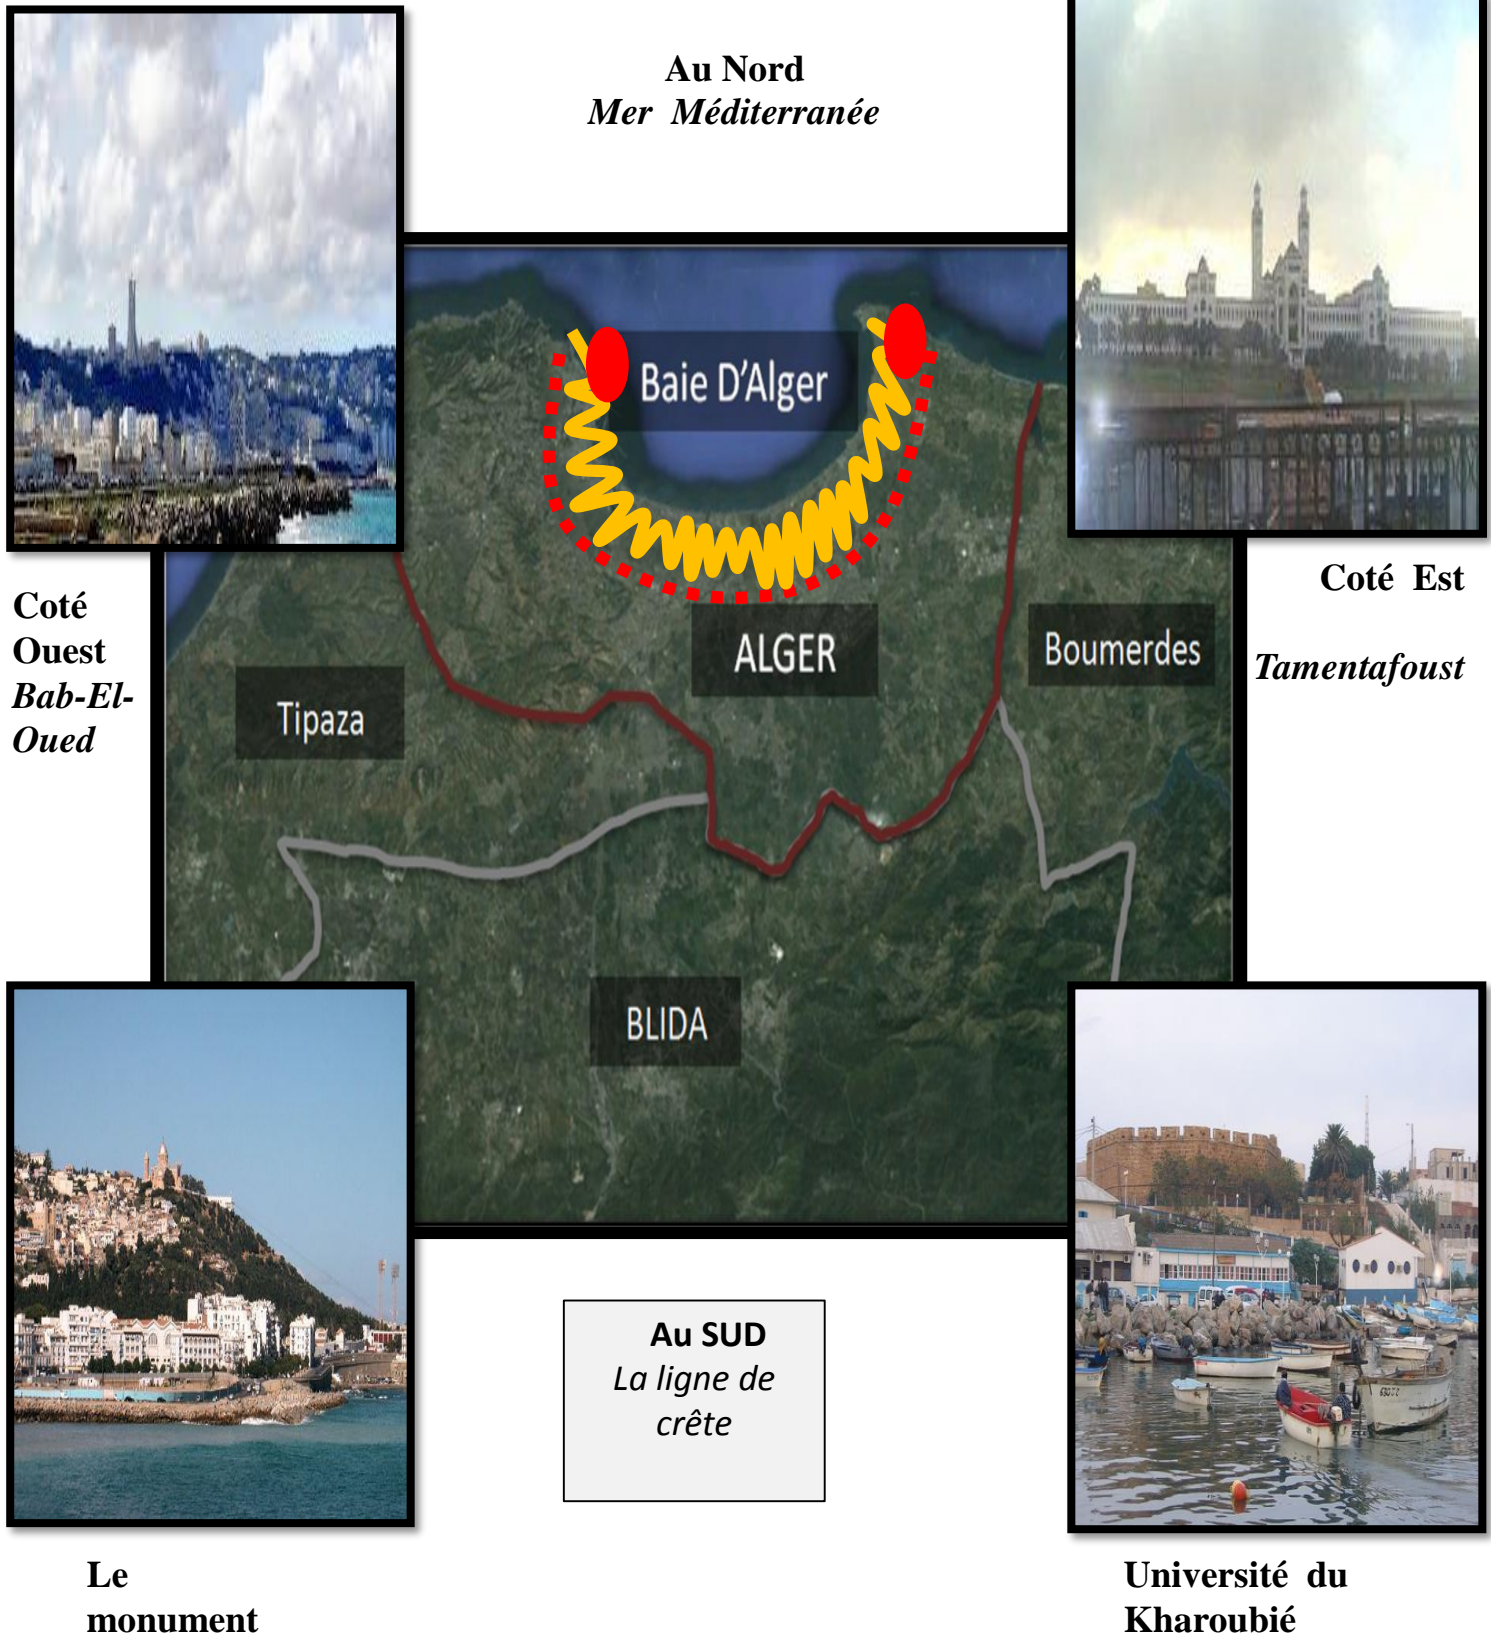 Au Nord
Mer Méditerranée
Baie D'Alger
Coté
Ouest
Bab-El-
Oued
Coté Est
Tamentafoust
ALGER
Boumerdes
Tipaza
BLIDA
Au SUD
La ligne de
crête
Le
monument
Université du
Kharoubié